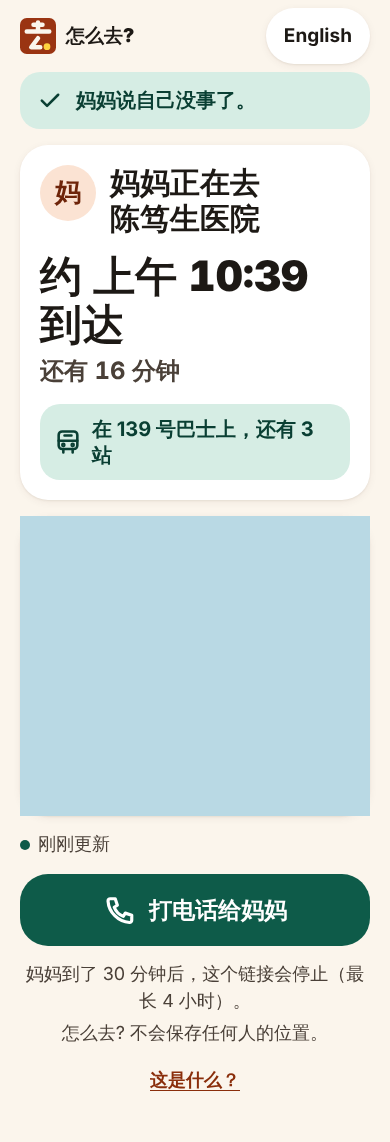 去
怎么去?
English
妈妈说自己没事了。
妈
妈妈正在去
陈笃生医院
约 上午 10:39
到达
还有 16 分钟
在 139 号巴士上，还有 3
站
刚刚更新
打电话给妈妈
妈妈到了 30 分钟后，这个链接会停止（最
长 4 小时）。
怎么去? 不会保存任何人的位置。
这是什么？